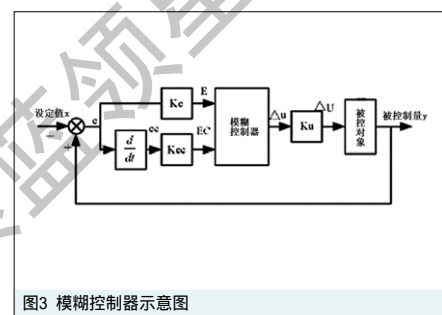 设定值x
−
+
e
Ke
E
d
dt
ec
Kec
EC
模糊
控制器
△u
Ku
△U
被控对象
被控制量y
图3 模糊控制器示意图